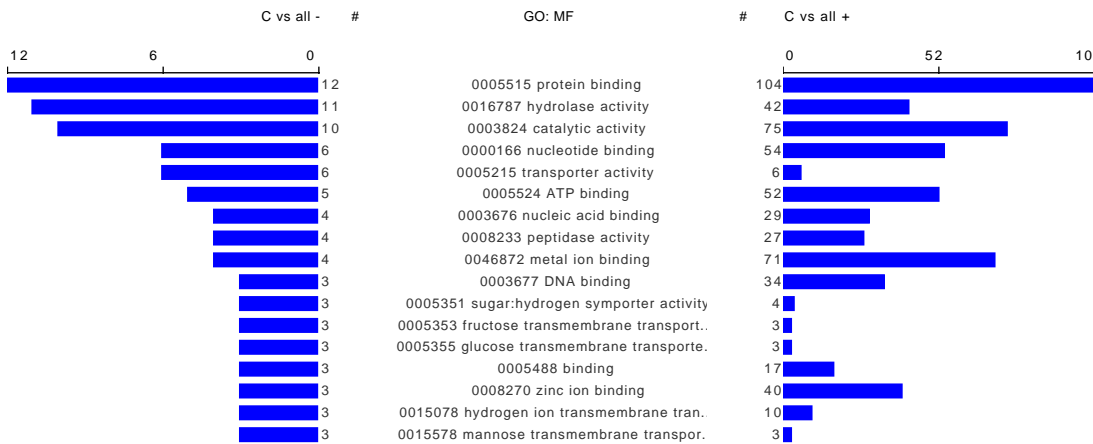 C vs all - # GO: MF # C vs all +
12 6 0 0 52 10
12 0005515 protein binding 104
11 0016787 hydrolase activity 42
10 0003824 catalytic activity 75
6 0000166 nucleotide binding 54
6 0005215 transporter activity 6
5 0005524 ATP binding 52
4 0003676 nucleic acid binding 29
4 0008233 peptidase activity 27
4 0046872 metal ion binding 71
3 0003677 DNA binding 34
3 0005351 sugar:hydrogen symporter activity 4
3 0005353 fructose transmembrane transport.. 3
3 0005355 glucose transmembrane transporte. 3
3 0005488 binding 17
3 0008270 zinc ion binding 40
3 0015078 hydrogen ion transmembrane tran.. 10
3 0015578 mannose transmembrane transpor. 3